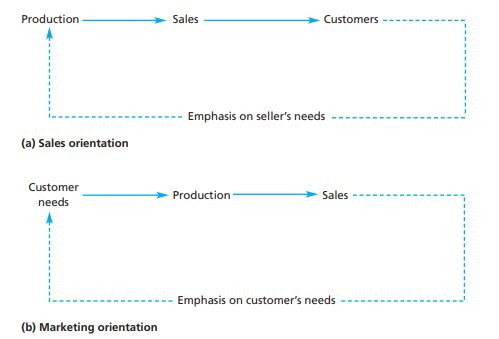 Production
Sales
Customers
Emphasis on seller's needs
(a) Sales orientation
Customer
needs
Production
Sales
Emphasis on customer's needs
(b) Marketing orientation